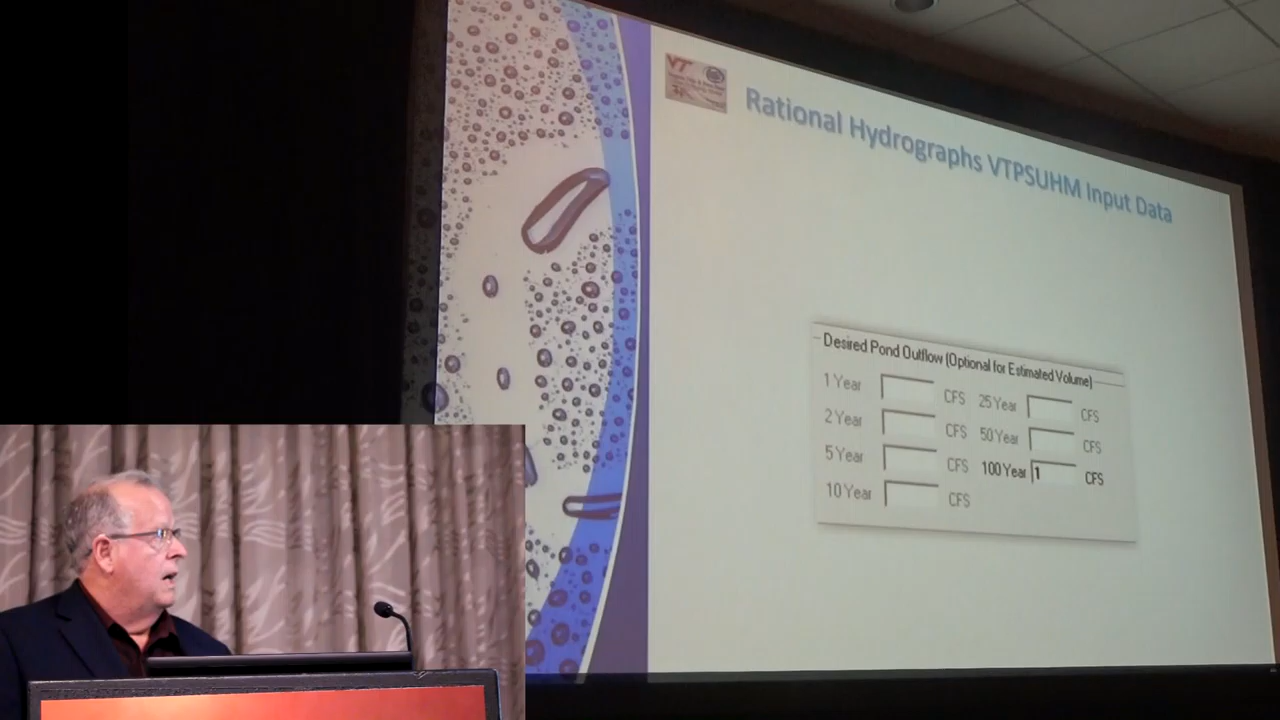 VT
Rational Hydrographs VTPSUHM Input Data
Desired Pond Outflow (Optional for Estimated Volume)
1 Year CFS 25 Year CFS
2 Year CFS 50 Year CFS
5 Year CFS 100 Year 1 CFS
10 Year CFS